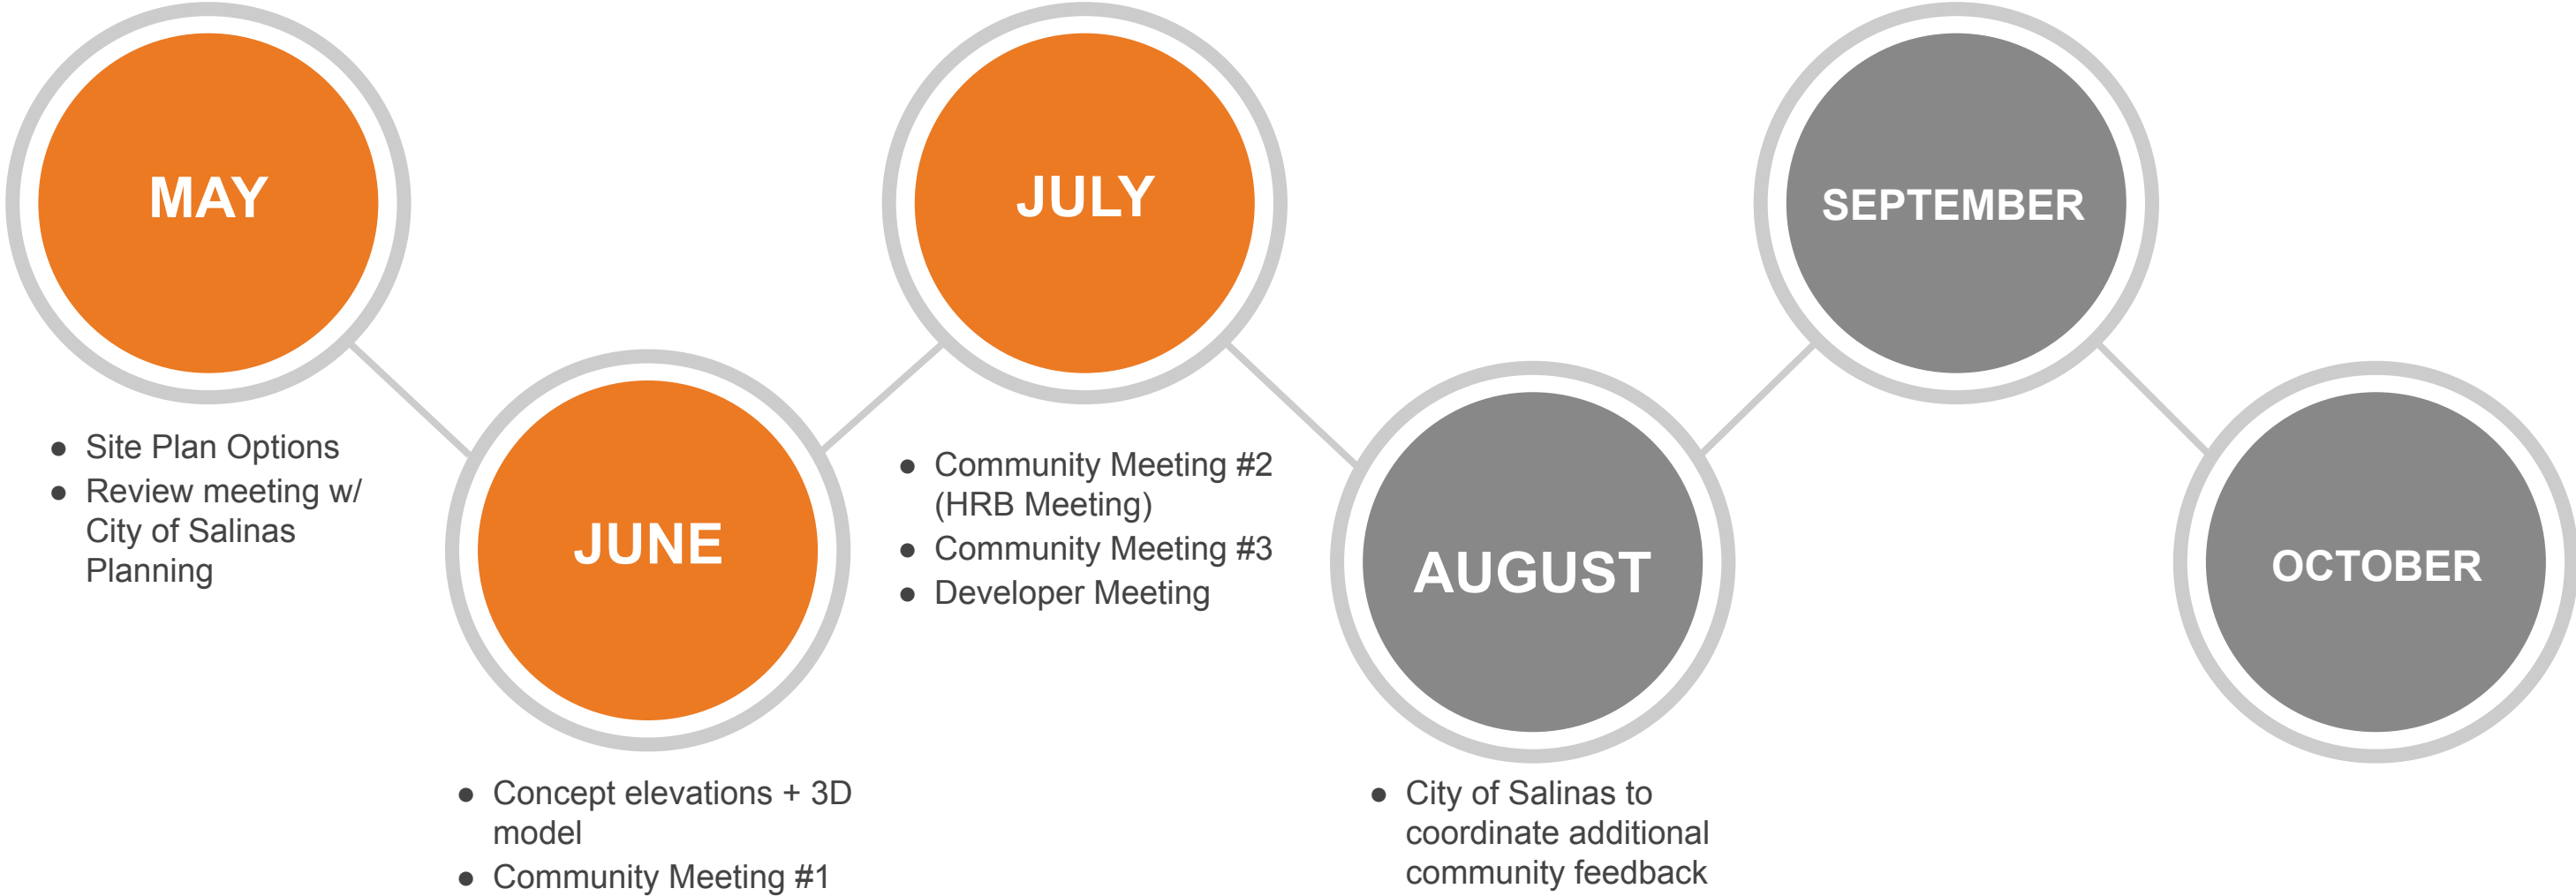 MAY
● Site Plan Options
● Review meeting w/
City of Salinas
Planning
JUNE
● Concept elevations + 3D
model
● Community Meeting #1
JULY
● Community Meeting #2
(HRB Meeting)
● Community Meeting #3
● Developer Meeting
AUGUST
● City of Salinas to
coordinate additional
community feedback
SEPTEMBER
OCTOBER